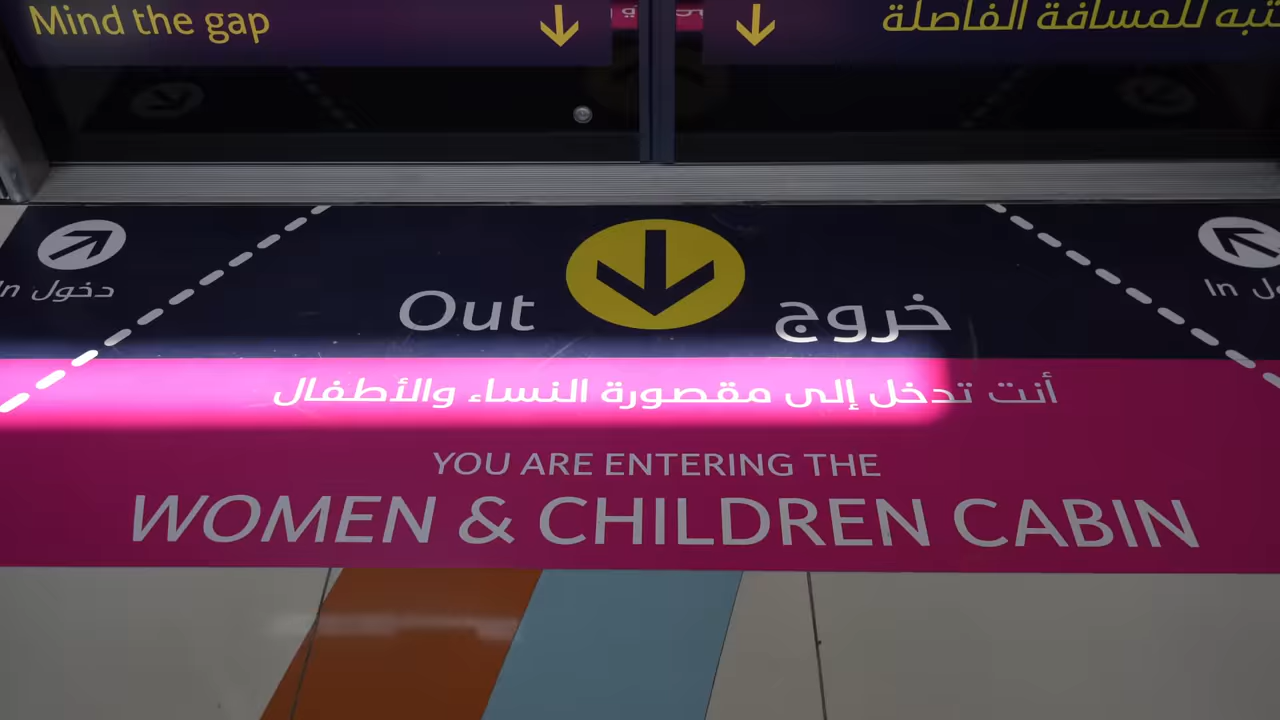 Mind the gap
للمسافة الفاصلة
In دخول
Out خروج
In
أنت تدخل إلى مقصورة النساء والأطفال
YOU ARE ENTERING THE
WOMEN & CHILDREN CABIN